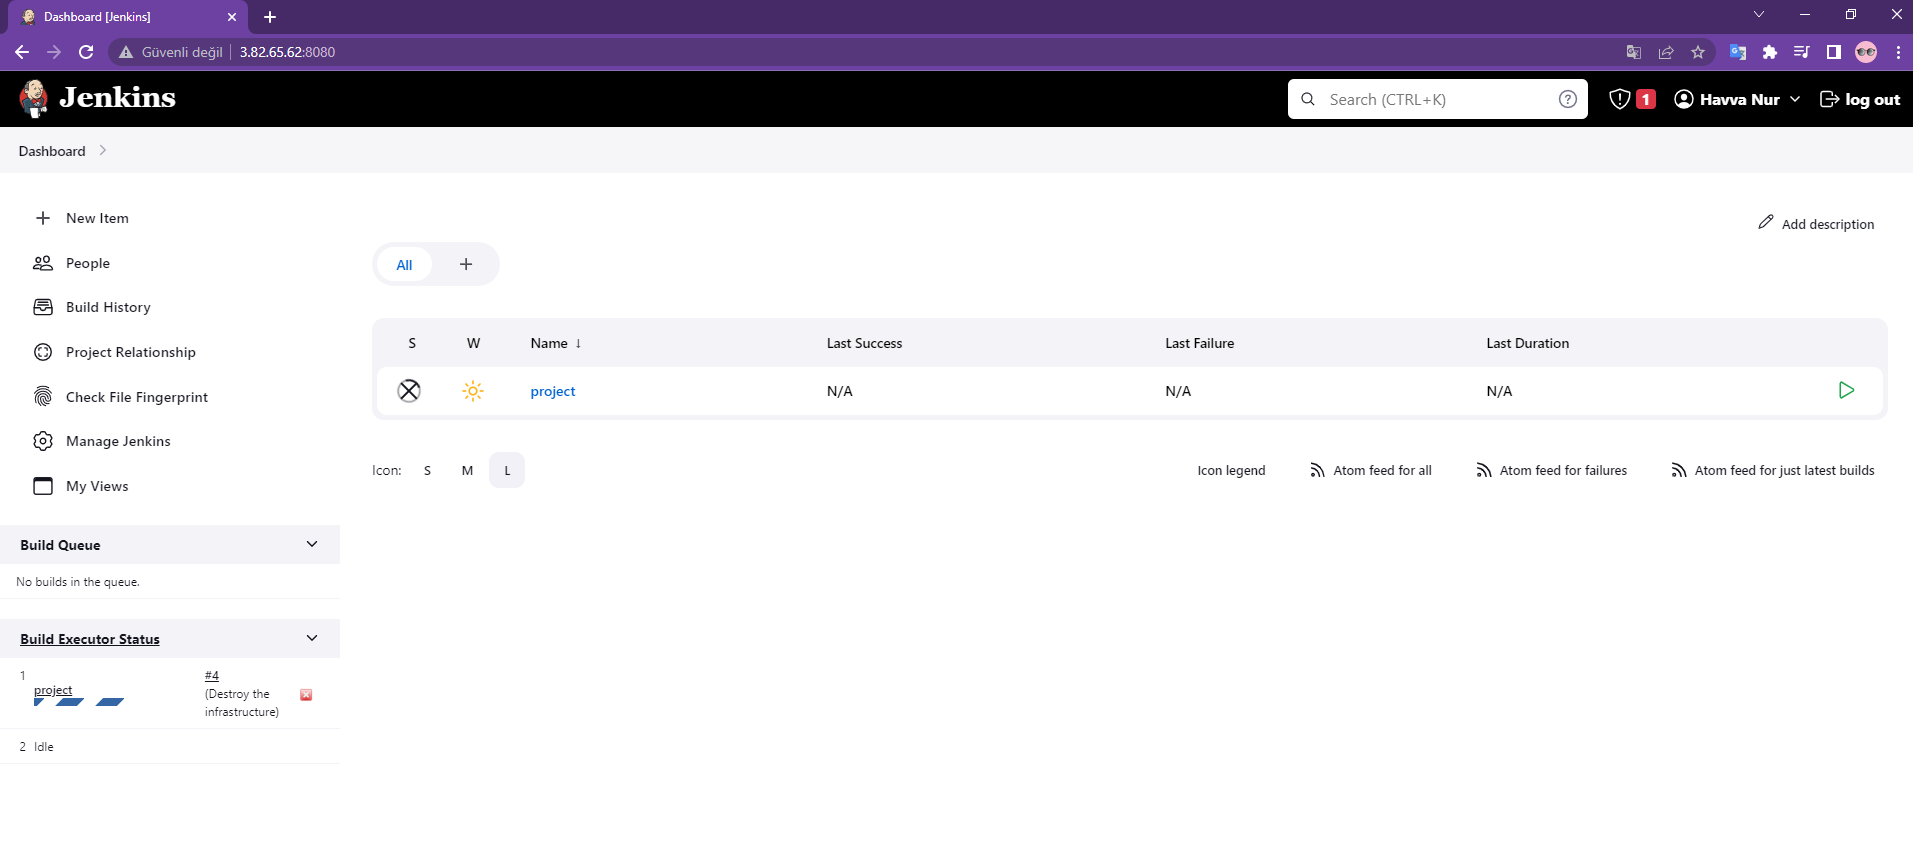 Dashboard [Jenkins]
Güvenli değil | 3.82.65.62:8080
Jenkins
Search (CTRL+K)
1
Havva Nur
log out
Dashboard
New Item
People
Build History
Project Relationship
Check File Fingerprint
Manage Jenkins
My Views
Add description
All +
S W Name ↓ Last Success Last Failure Last Duration
project N/A N/A N/A
Icon: S M L
Icon legend
Atom feed for all
Atom feed for failures
Atom feed for just latest builds
Build Queue
No builds in the queue.
Build Executor Status
1 project
#4
(Destroy the
infrastructure)
2 Idle